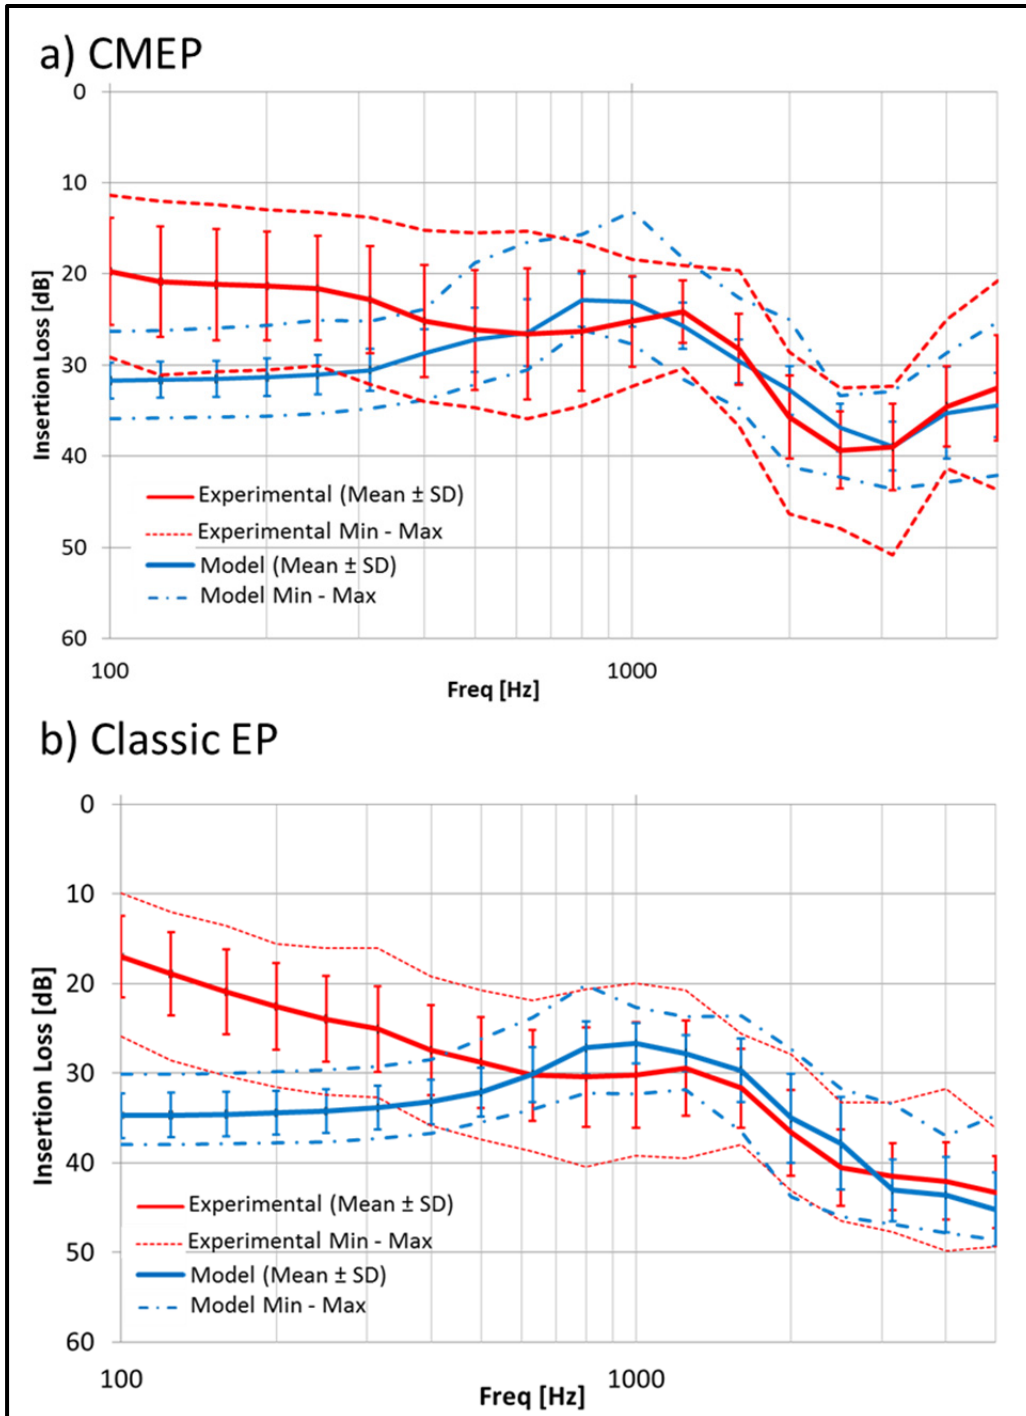 a) CMEP
0
10
20
30
40
50
60
Insertion Loss [dB]
Experimental (Mean ± SD)
Experimental Min - Max
Model (Mean ± SD)
Model Min - Max
100
1000
Freq [Hz]
b) Classic EP
0
10
20
30
40
50
60
Insertion Loss [dB]
Experimental (Mean ± SD)
Experimental Min - Max
Model (Mean ± SD)
Model Min - Max
100
1000
Freq [Hz]